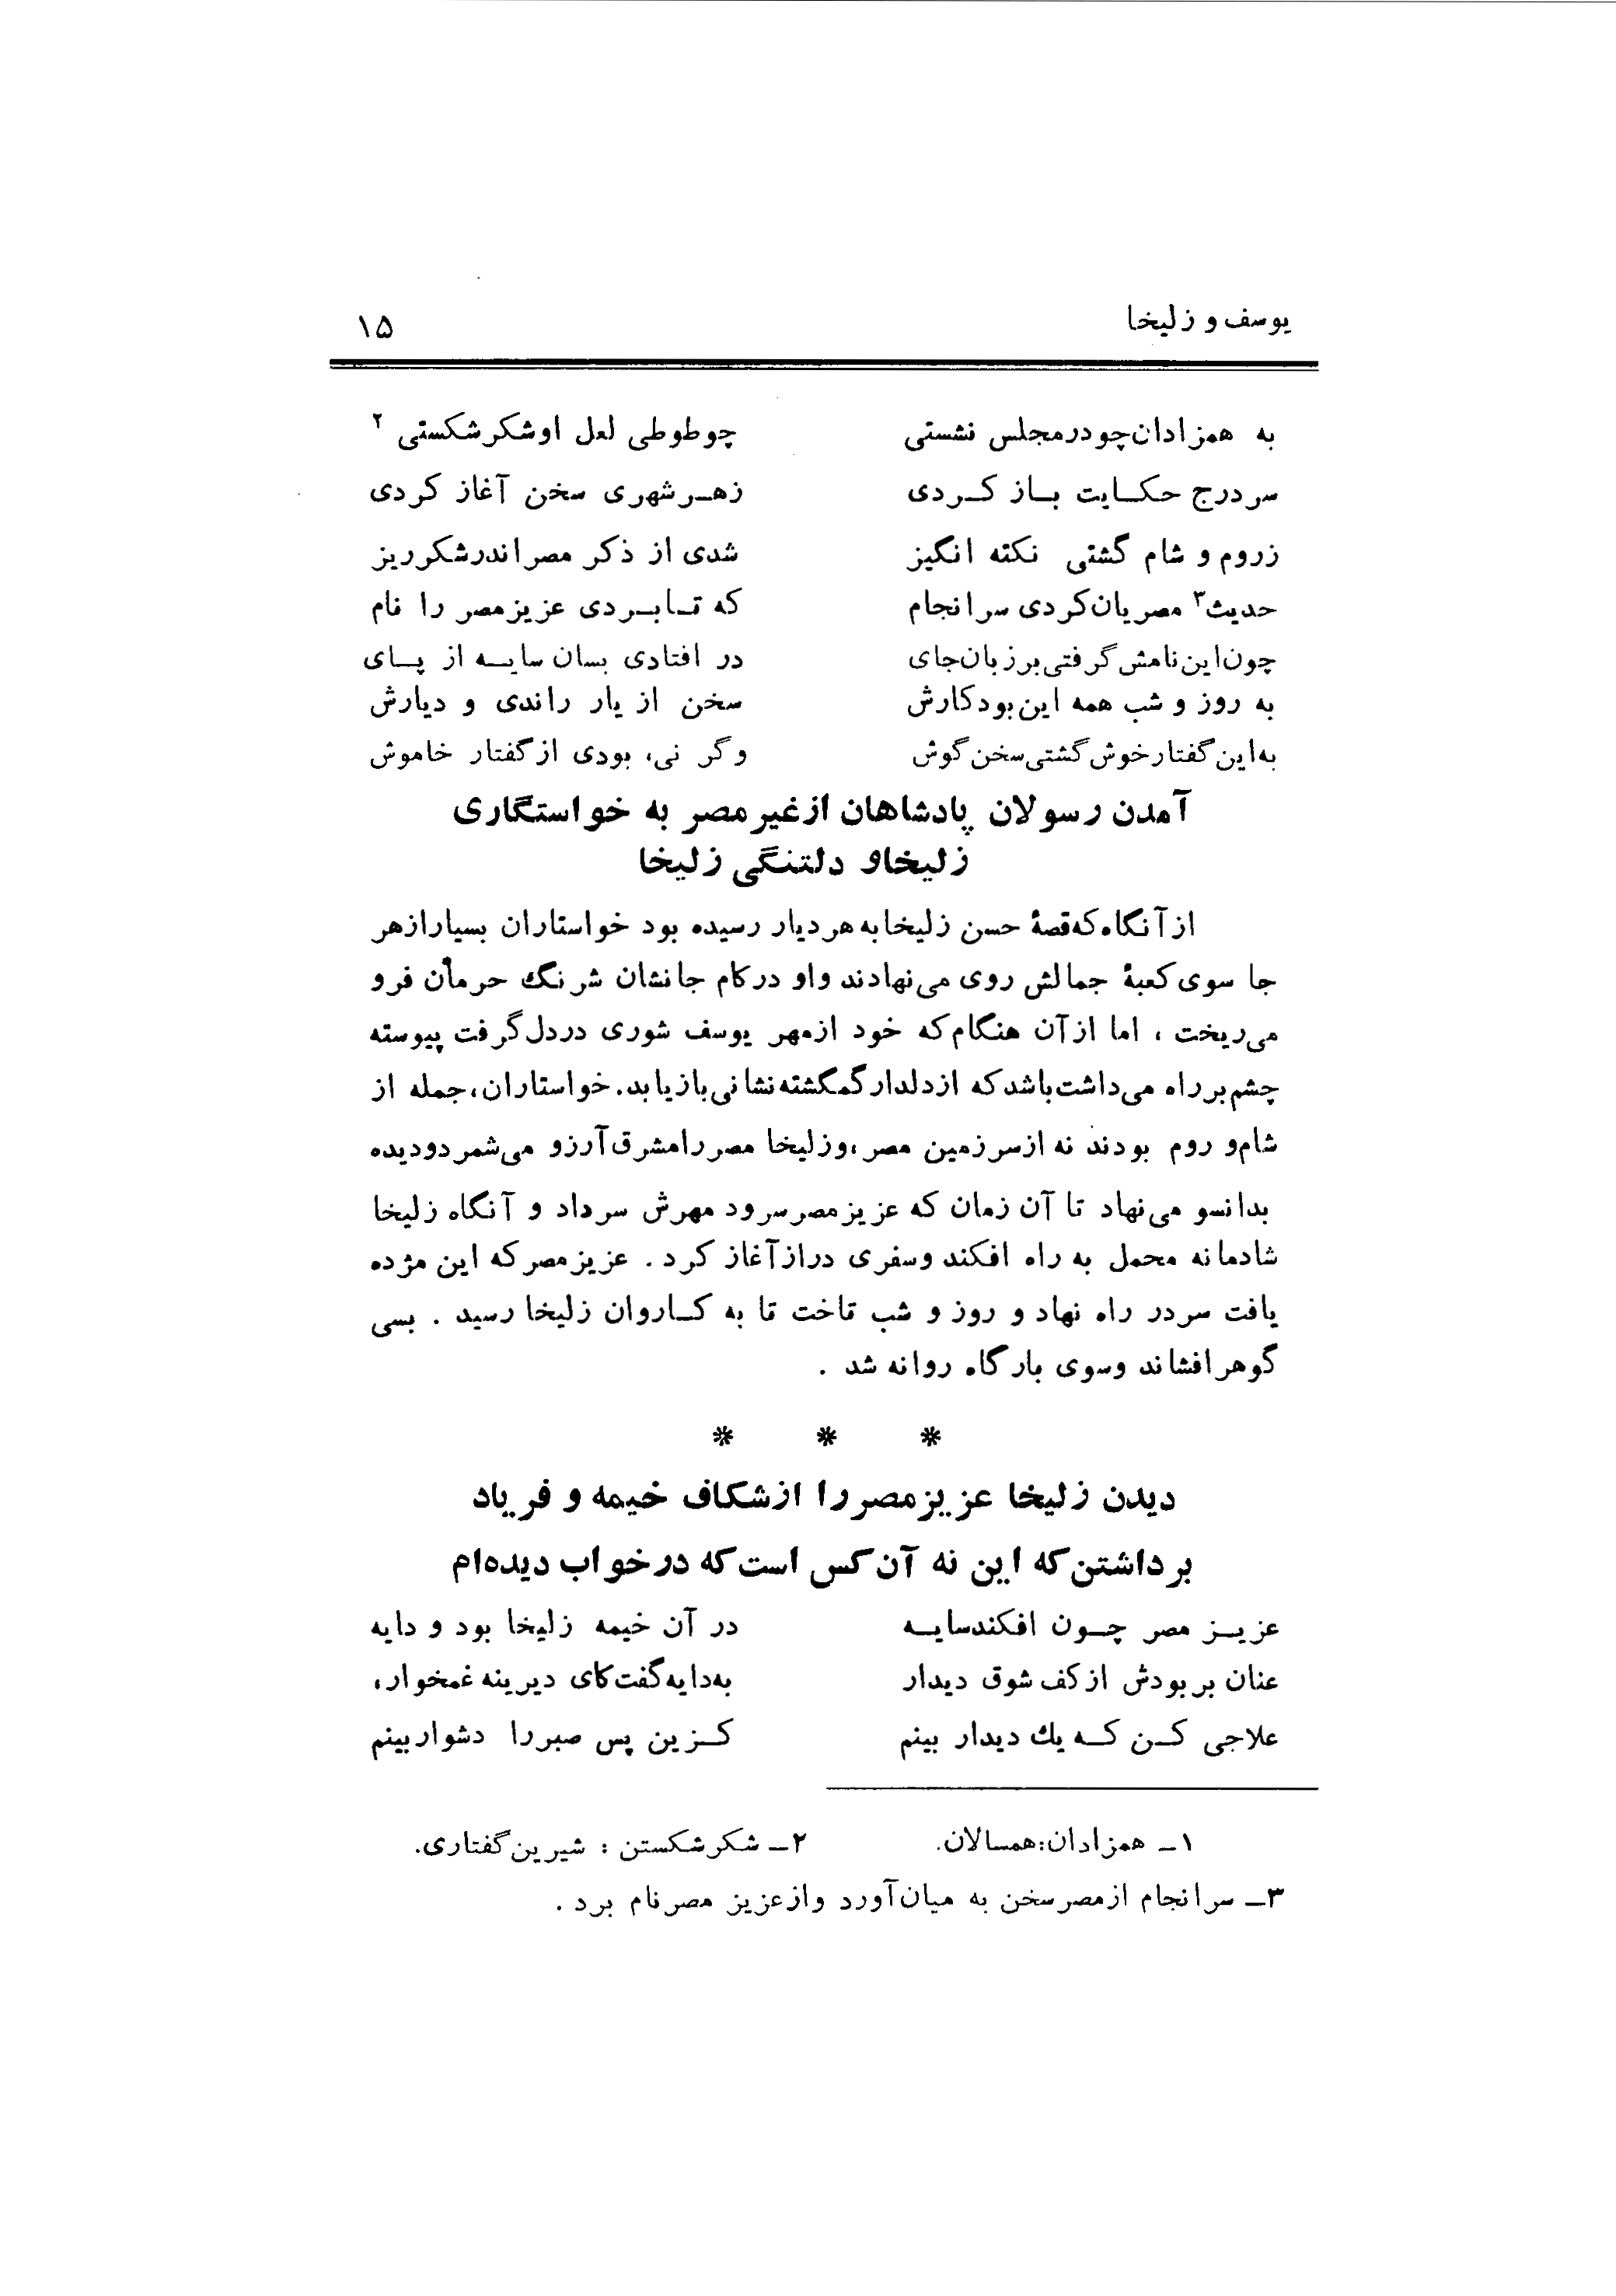 یوسف و زلیخا ۱۵
به همزادان چو در مجلس نشستی چو طوطی لعل او شکر شکستی ۲
سر درج حکایت باز کردی ز هر شهری سخن آغاز کردی
ز روم و شام گشتی نکته انگیز شدی از ذکر مصر اندر شکر ریز
حدیث۳ مصریان کردی سرانجام که تا بردی عزیز مصر را نام
چون این نامش گرفتی بر زبان جای در افتادی بسان سایه از پای
به روز و شب همه این بود کارش سخن از یار راندی و دیارش
به این گفتار خوش گشتی سخن گوش و گر نی، بودی از گفتار خاموش
آمدن رسولان پادشاهان از غیر مصر به خواستگاری
زلیخا و دلتنگی زلیخا
از آنگاه که قصهٔ حسن زلیخا به هر دیار رسیده بود خواستاران بسیار از هر
جا سوی کعبهٔ جمالش روی می‌نهادند و او در کام جانشان شرنگ حرمان فرو
می‌ریخت ، اما از آن هنگام که خود از مهر یوسف شوری در دل گرفت پیوسته
چشم بر راه می‌داشت باشد که از دلدار گمگشته نشانی باز یابد. خواستاران، جمله از
شام و روم بودند نه از سرزمین مصر، و زلیخا مصر را مشرق آرزو می‌شمرد و دیده
بدانسو می‌نهاد تا آن زمان که عزیز مصر سرود مهرش سر داد و آنگاه زلیخا
شادمانه محمل به راه افکند و سفری دراز آغاز کرد . عزیز مصر که این مژده
یافت سر در راه نهاد و روز و شب تاخت تا به کاروان زلیخا رسید . بسی
گوهر افشاند و سوی بارگاه روانه شد .
* * *
دیدن زلیخا عزیز مصر را از شکاف خیمه و فریاد
برداشتن که این نه آن کس است که در خواب دیده‌ام
عزیز مصر چون افکند سایه در آن خیمه زلیخا بود و دایه
عنان بربودش از کف شوق دیدار به دایه گفت کای دیرینه غمخوار،
علاجی کن که یك دیدار بینم کزین پس صبر را دشوار بینم
۱ـ همزادان: همسالان. ۲ـ شکر شکستن : شیرین گفتاری.
۳ـ سرانجام از مصر سخن به میان آورد و از عزیز مصر نام برد .